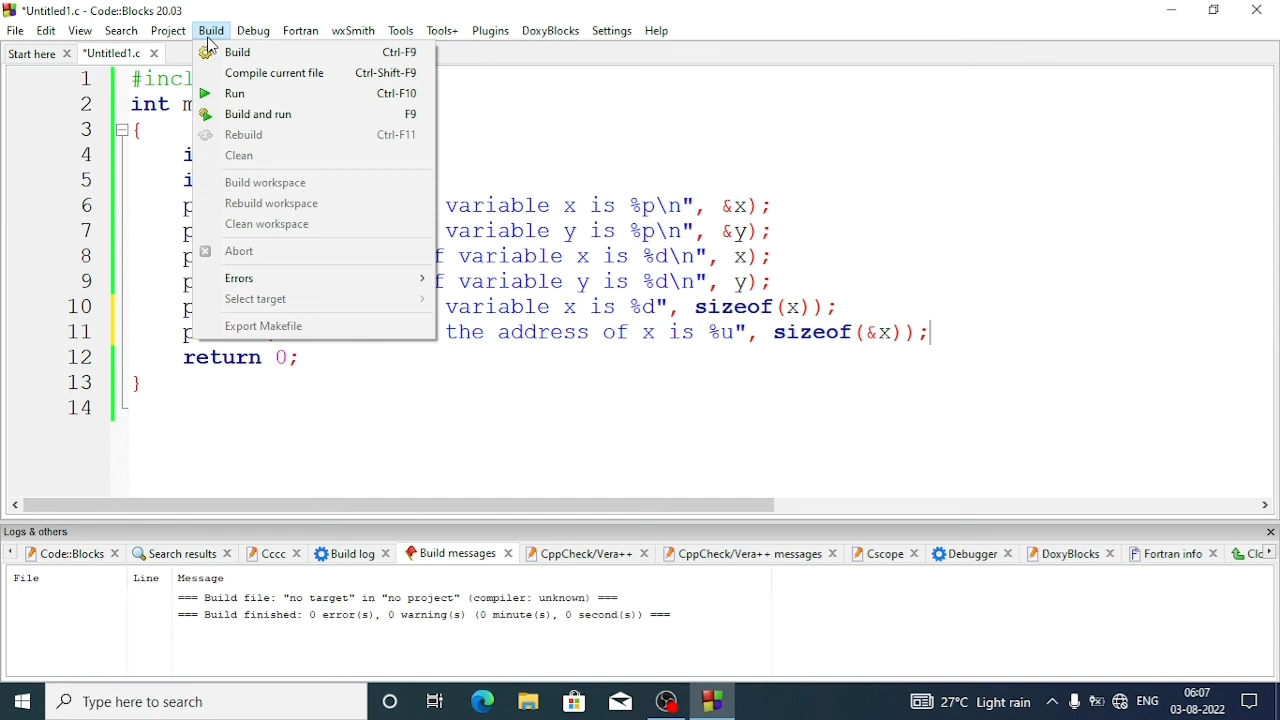 *Untitled1.c - Code::Blocks 20.03
File Edit View Search Project Build Debug Fortran wxSmith Tools Tools+ Plugins DoxyBlocks Settings Help
Start here *Untitled1.c
Build Ctrl-F9
Compile current file Ctrl-Shift-F9
Run Ctrl-F10
Build and run F9
Rebuild Ctrl-F11
Clean
Build workspace
Rebuild workspace
Clean workspace
Abort
Errors
Select target
Export Makefile
1 #incl
2 int m
3 {
4 i
5 i
6 p variable x is %p\n", &x);
7 p variable y is %p\n", &y);
8 p f variable x is %d\n", x);
9 p f variable y is %d\n", y);
10 p variable x is %d", sizeof(x));
11 p the address of x is %u", sizeof(&x));
12 return 0;
13 }
14
Logs & others
Code::Blocks Search results Cccc Build log Build messages CppCheck/Vera++ CppCheck/Vera++ messages Cscope Debugger DoxyBlocks Fortran info Clo
File Line Message
=== Build file: "no target" in "no project" (compiler: unknown) ===
=== Build finished: 0 error(s), 0 warning(s) (0 minute(s), 0 second(s)) ===
Type here to search
27°C Light rain ENG
06:07
03-08-2022